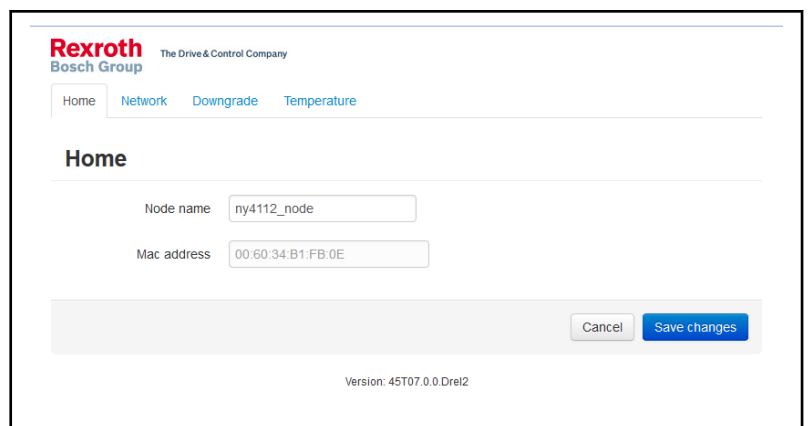 Rexroth
Bosch Group
The Drive & Control Company
Home Network Downgrade Temperature
Home
Node name ny4112_node
Mac address 00:60:34:B1:FB:0E
Cancel Save changes
Version: 45T07.0.0.Drel2